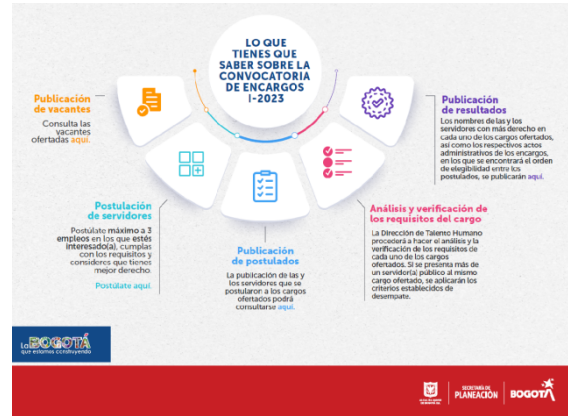 LO QUE
TIENES QUE
SABER SOBRE LA
CONVOCATORIA
DE ENCARGOS
I-2023
Publicación
de vacantes
Consulta las
vacantes
ofertadas aquí.
Postulación
de servidores
Postúlate máximo a 3
empleos en los que estés
interesado(a), cumplas
con los requisitos y
consideres que tienes
mejor derecho.
Postúlate aquí.
Publicación
de postulados
La publicación de las y
los servidores que se
postularon a los cargos
ofertados podrá
consultarse aquí.
Análisis y verificación de
los requisitos del cargo
La Dirección de Talento Humano
procederá a hacer el análisis y la
verificación de los requisitos de
cada uno de los cargos
ofertados. Si se presenta más de
un servidor(a) público al mismo
cargo ofertado, se aplicarán los
criterios establecidos de
desempate.
Publicación
de resultados
Los nombres de las y los
servidores con más derecho en
cada uno de los cargos ofertados,
así como los respectivos actos
administrativos de los encargos,
en los que se encontrará el orden
de elegibilidad entre los
postulados, se publicarán aquí.
La BOGOTÁ
que estamos construyendo
SECRETARÍA DE
PLANEACIÓN
BOGOTÁ